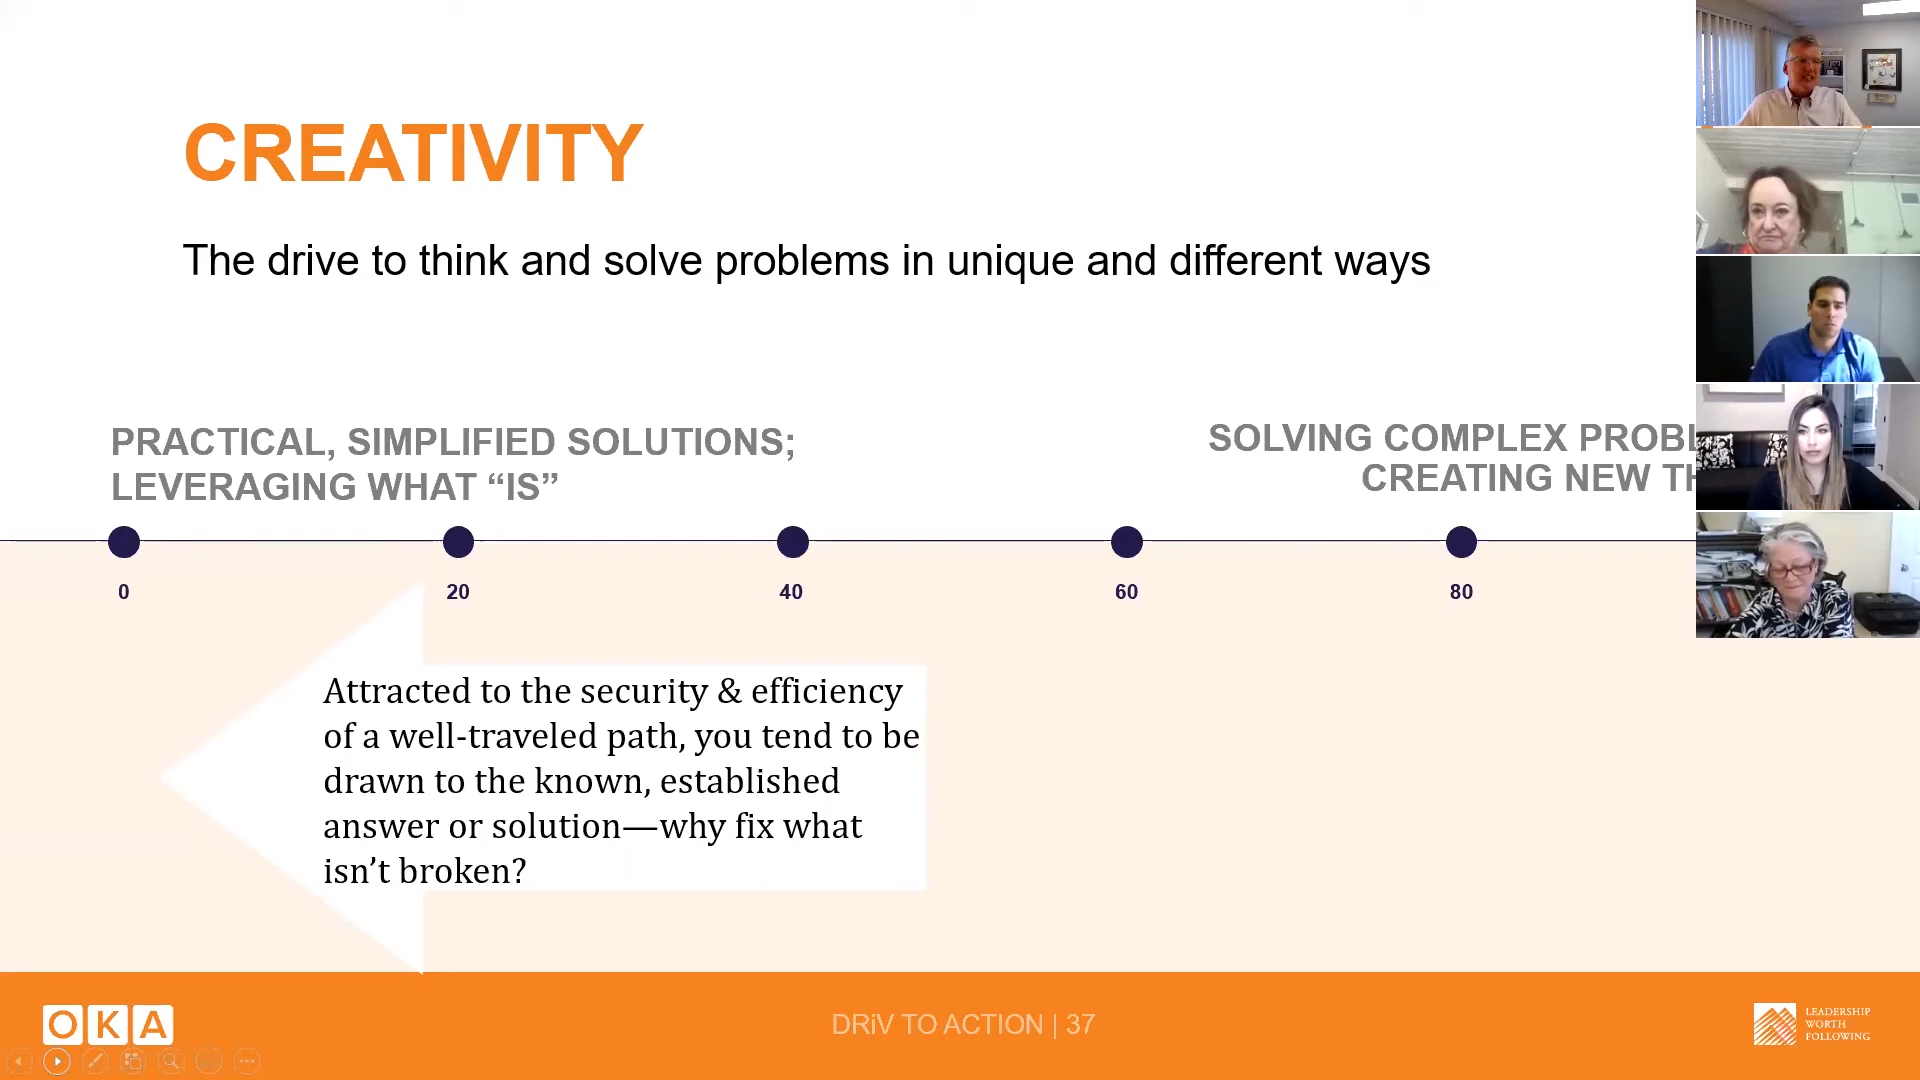 CREATIVITY
The drive to think and solve problems in unique and different ways
PRACTICAL, SIMPLIFIED SOLUTIONS;
LEVERAGING WHAT “IS”
SOLVING COMPLEX PROBL
CREATING NEW TH
0
20
40
60
80
Attracted to the security & efficiency
of a well-traveled path, you tend to be
drawn to the known, established
answer or solution—why fix what
isn’t broken?
OKA
DRiV TO ACTION | 37
LEADERSHIP
WORTH
FOLLOWING